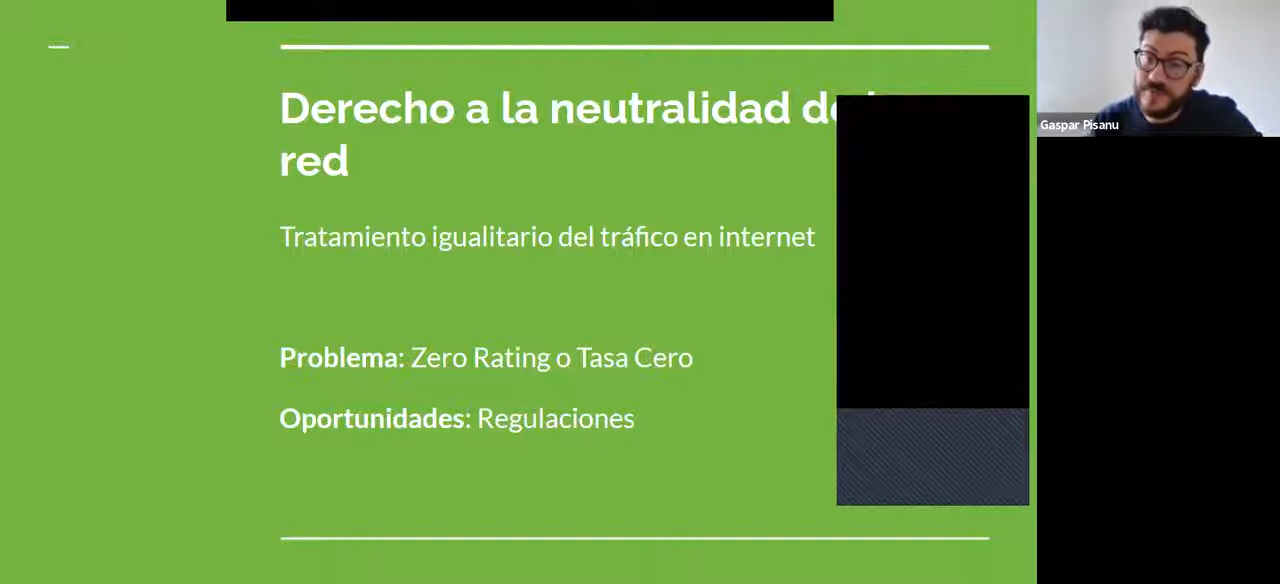 Derecho a la neutralidad
red
Tratamiento igualitario del tráfico en internet
Problema: Zero Rating o Tasa Cero
Oportunidades: Regulaciones
Gaspar Pisanu